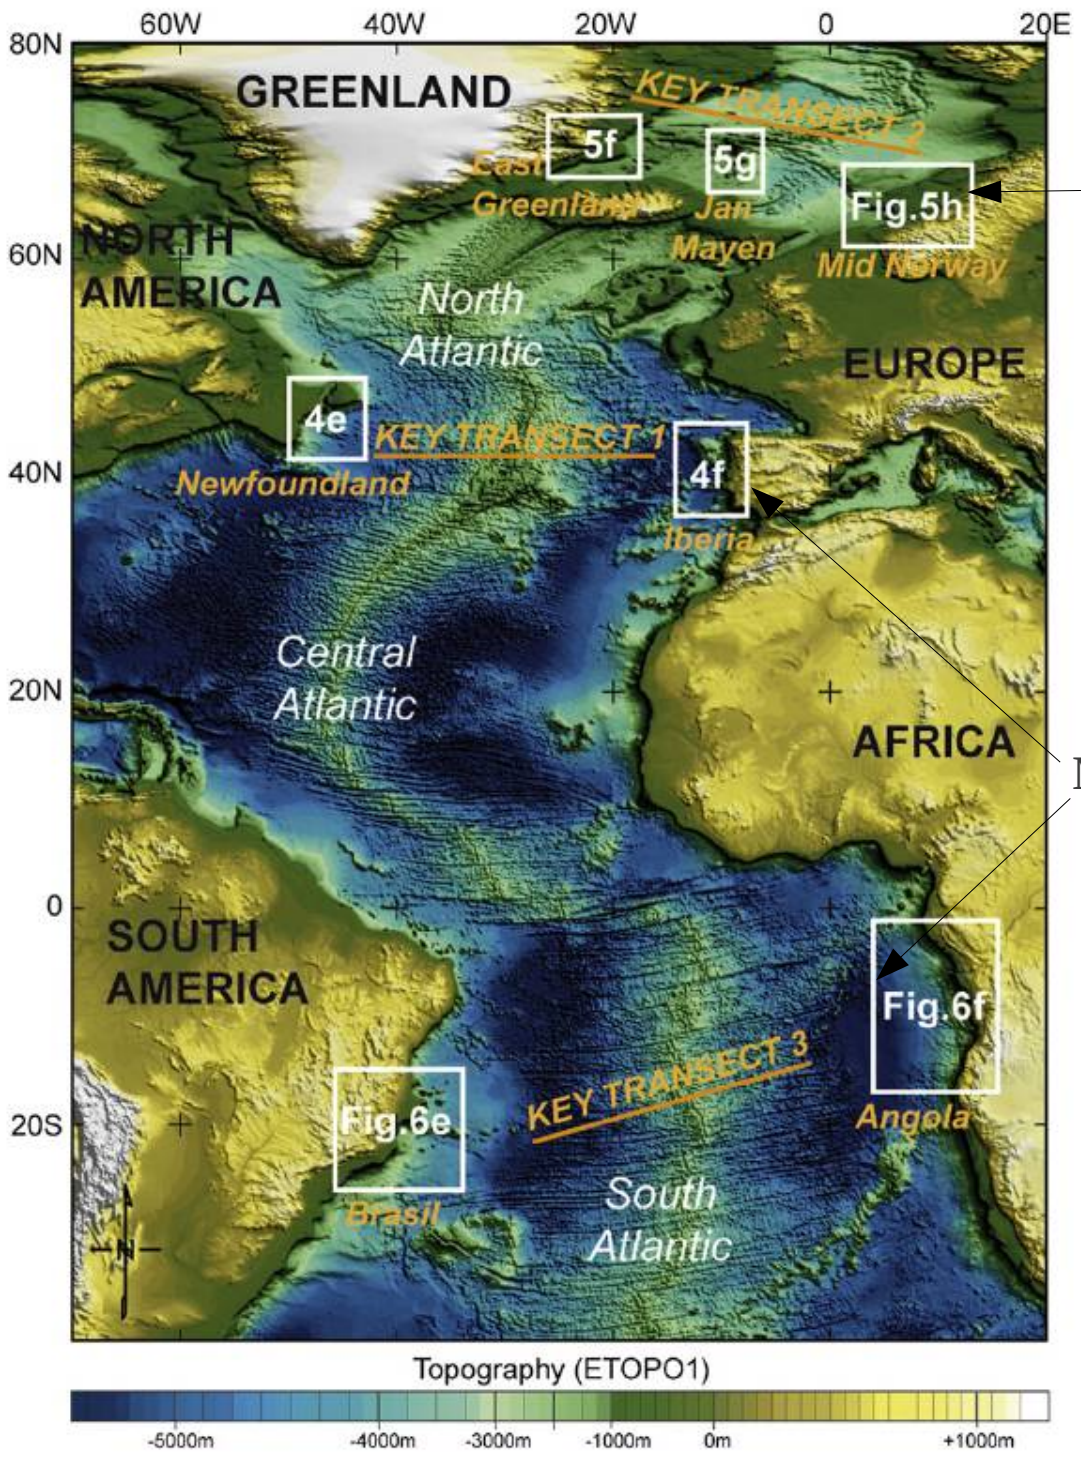 60W 40W 20W 0 20E
80N
GREENLAND
KEY TRANSECT 2
5f
5g
East
Greenland
Jan
Mayen
Fig.5h
Mid Norway
60N
NORTH
AMERICA
North
Atlantic
EUROPE
4e
KEY TRANSECT 1
4f
40N
Newfoundland
Iberia
Central
Atlantic
20N
AFRICA
0
SOUTH
AMERICA
Fig.6f
KEY TRANSECT 3
Angola
20S
Fig.6e
Brasil
South
Atlantic
N
Topography (ETOPO1)
-5000m -4000m -3000m -1000m 0m +1000m